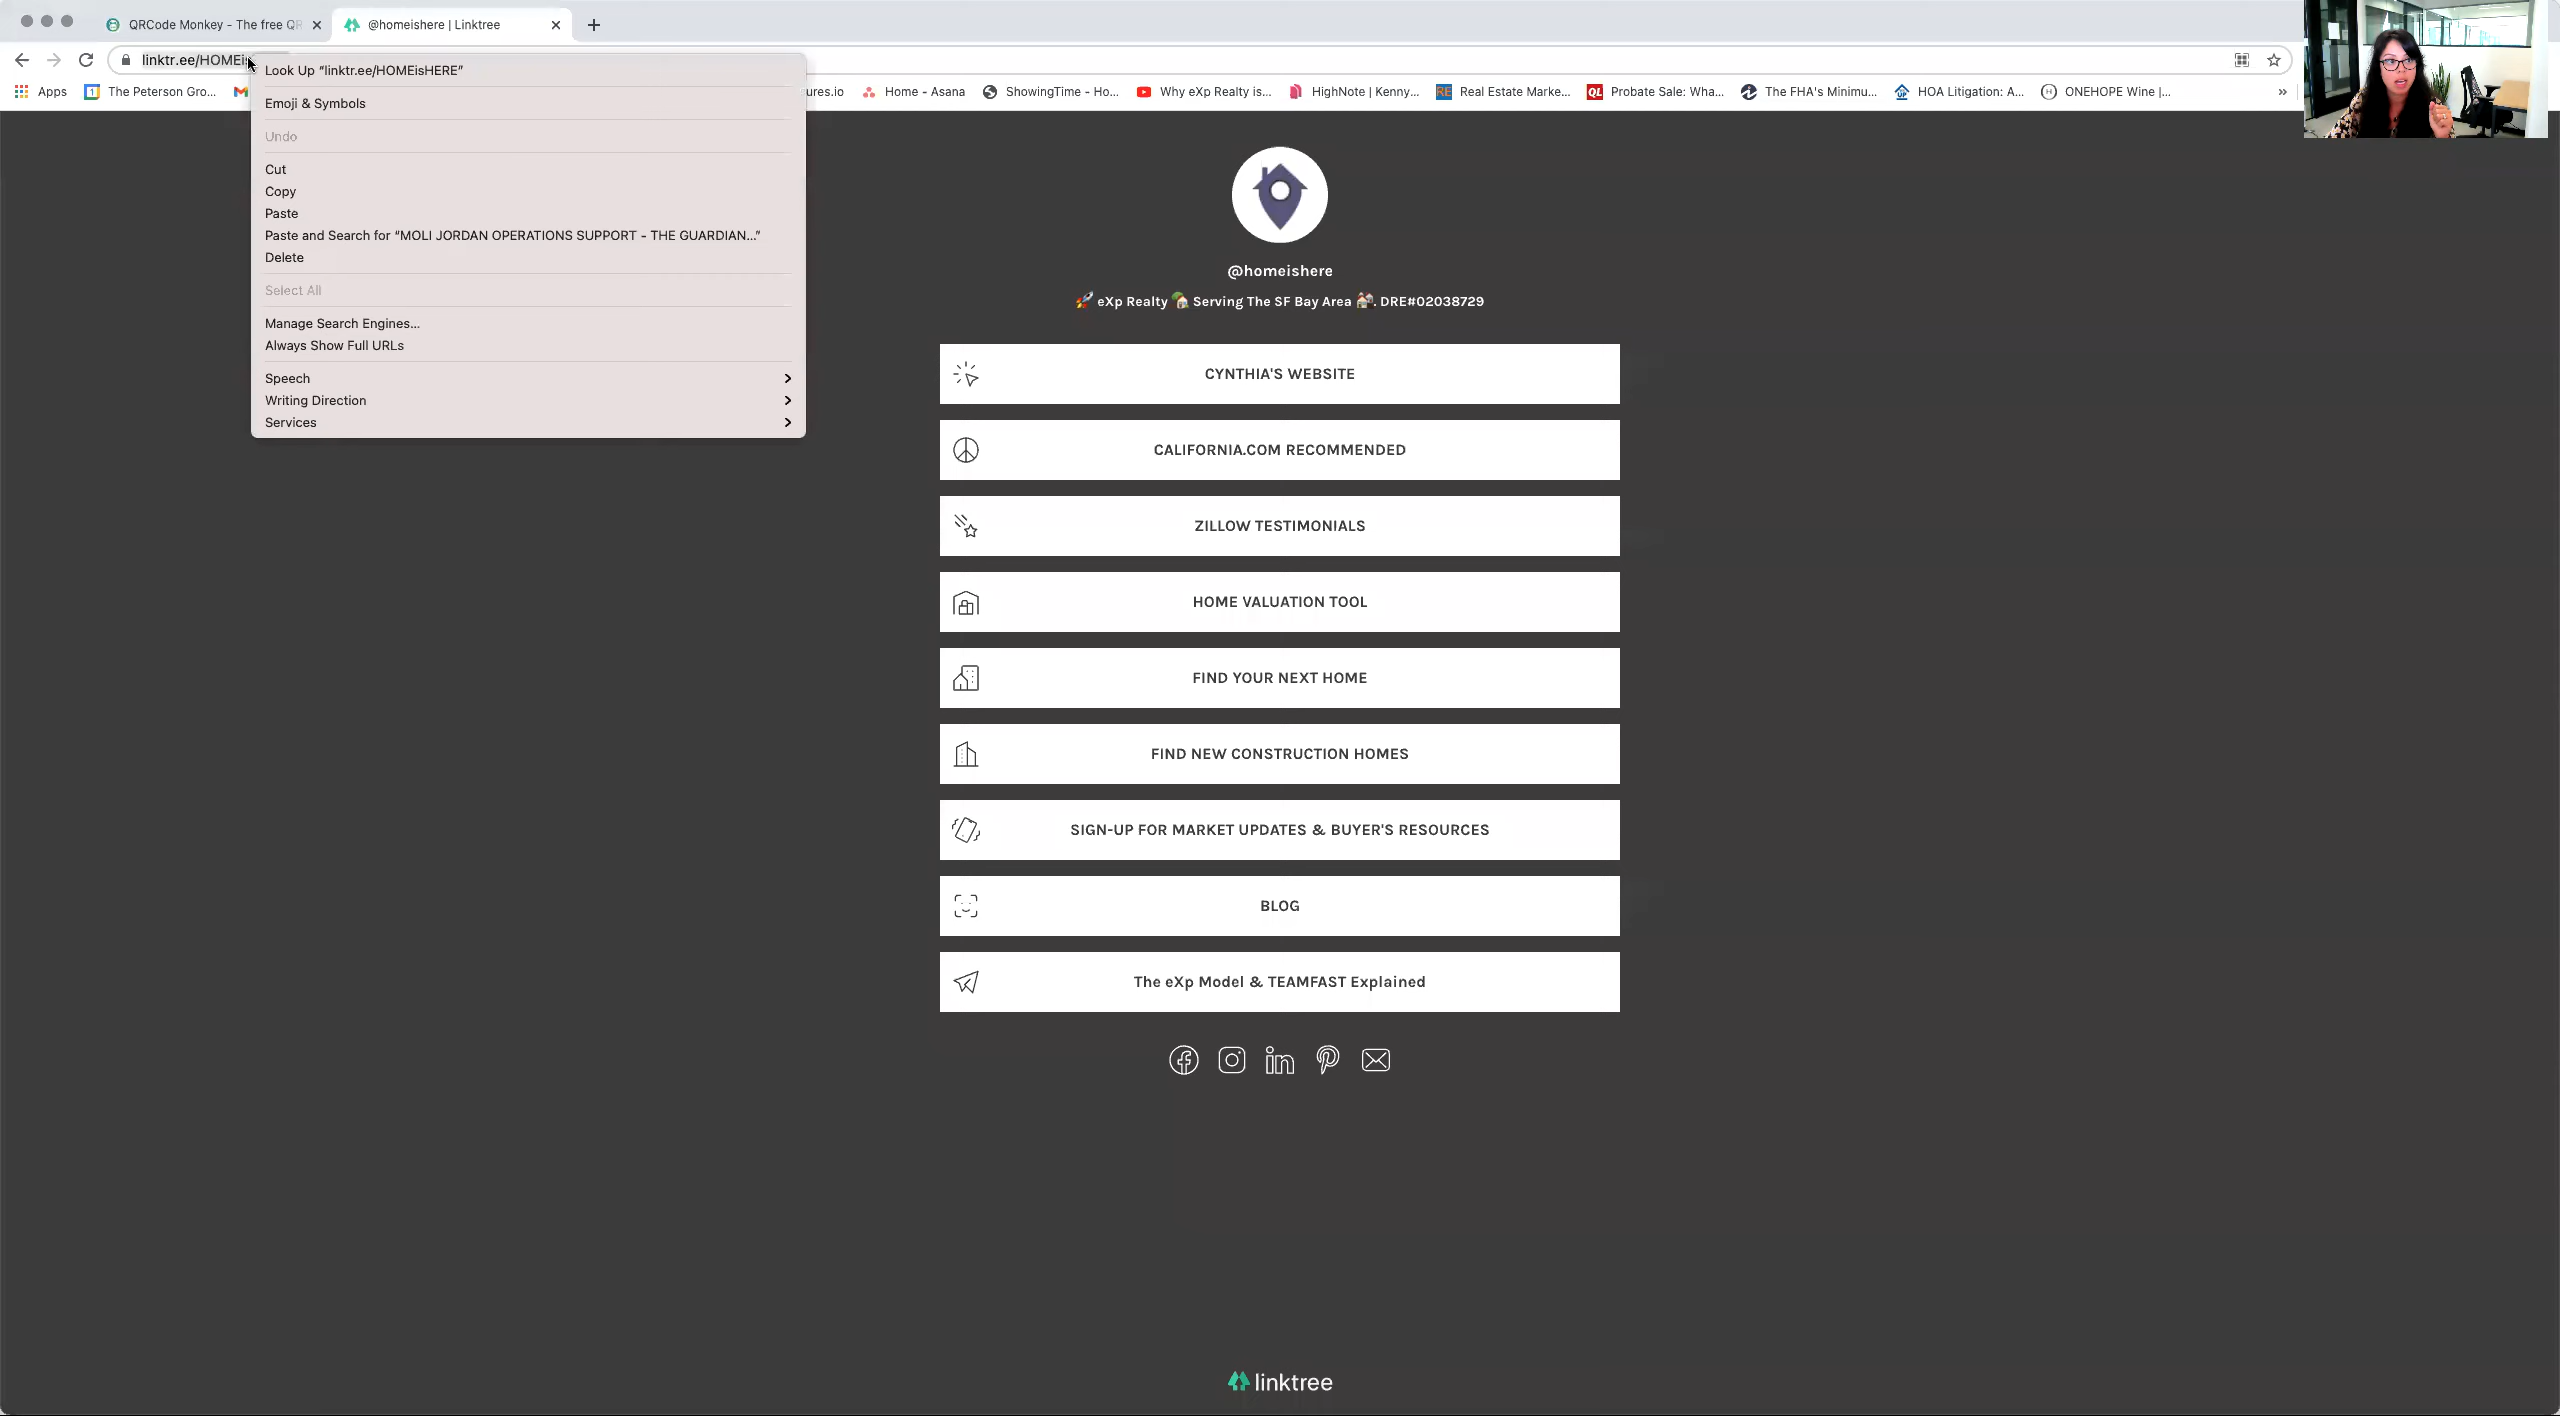 QRCode Monkey - The free QR
@homeishere | Linktree
linktr.ee/HOMEis
Apps
The Peterson Gro...
ures.io
Home - Asana
ShowingTime - Ho...
Why eXp Realty is...
HighNote | Kenny...
RE
Real Estate Marke...
QL
Probate Sale: Wha...
The FHA's Minimu...
UP
HOA Litigation: A...
H
ONEHOPE Wine |...
»
Look Up “linktr.ee/HOMEisHERE”
Emoji & Symbols
Undo
Cut
Copy
Paste
Paste and Search for “MOLI JORDAN OPERATIONS SUPPORT - THE GUARDIAN...”
Delete
Select All
Manage Search Engines...
Always Show Full URLs
Speech
Writing Direction
Services
@homeishere
🚀 eXp Realty 🏡 Serving The SF Bay Area 🏘. DRE#02038729
CYNTHIA'S WEBSITE
CALIFORNIA.COM RECOMMENDED
ZILLOW TESTIMONIALS
HOME VALUATION TOOL
FIND YOUR NEXT HOME
FIND NEW CONSTRUCTION HOMES
SIGN-UP FOR MARKET UPDATES & BUYER'S RESOURCES
BLOG
The eXp Model & TEAMFAST Explained
linktree